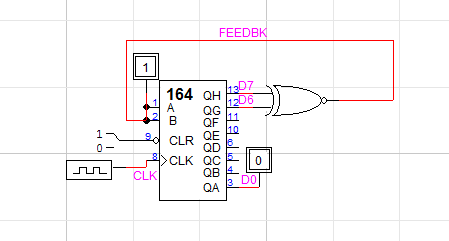 FEEDBK
1
164
1 A
2 B
1
0
9 CLR
8 CLK
CLK
QH 13 D7
QG 12 D6
QF 11
QE 10
QD 6
QC 5
QB 4
QA 3 D0
0